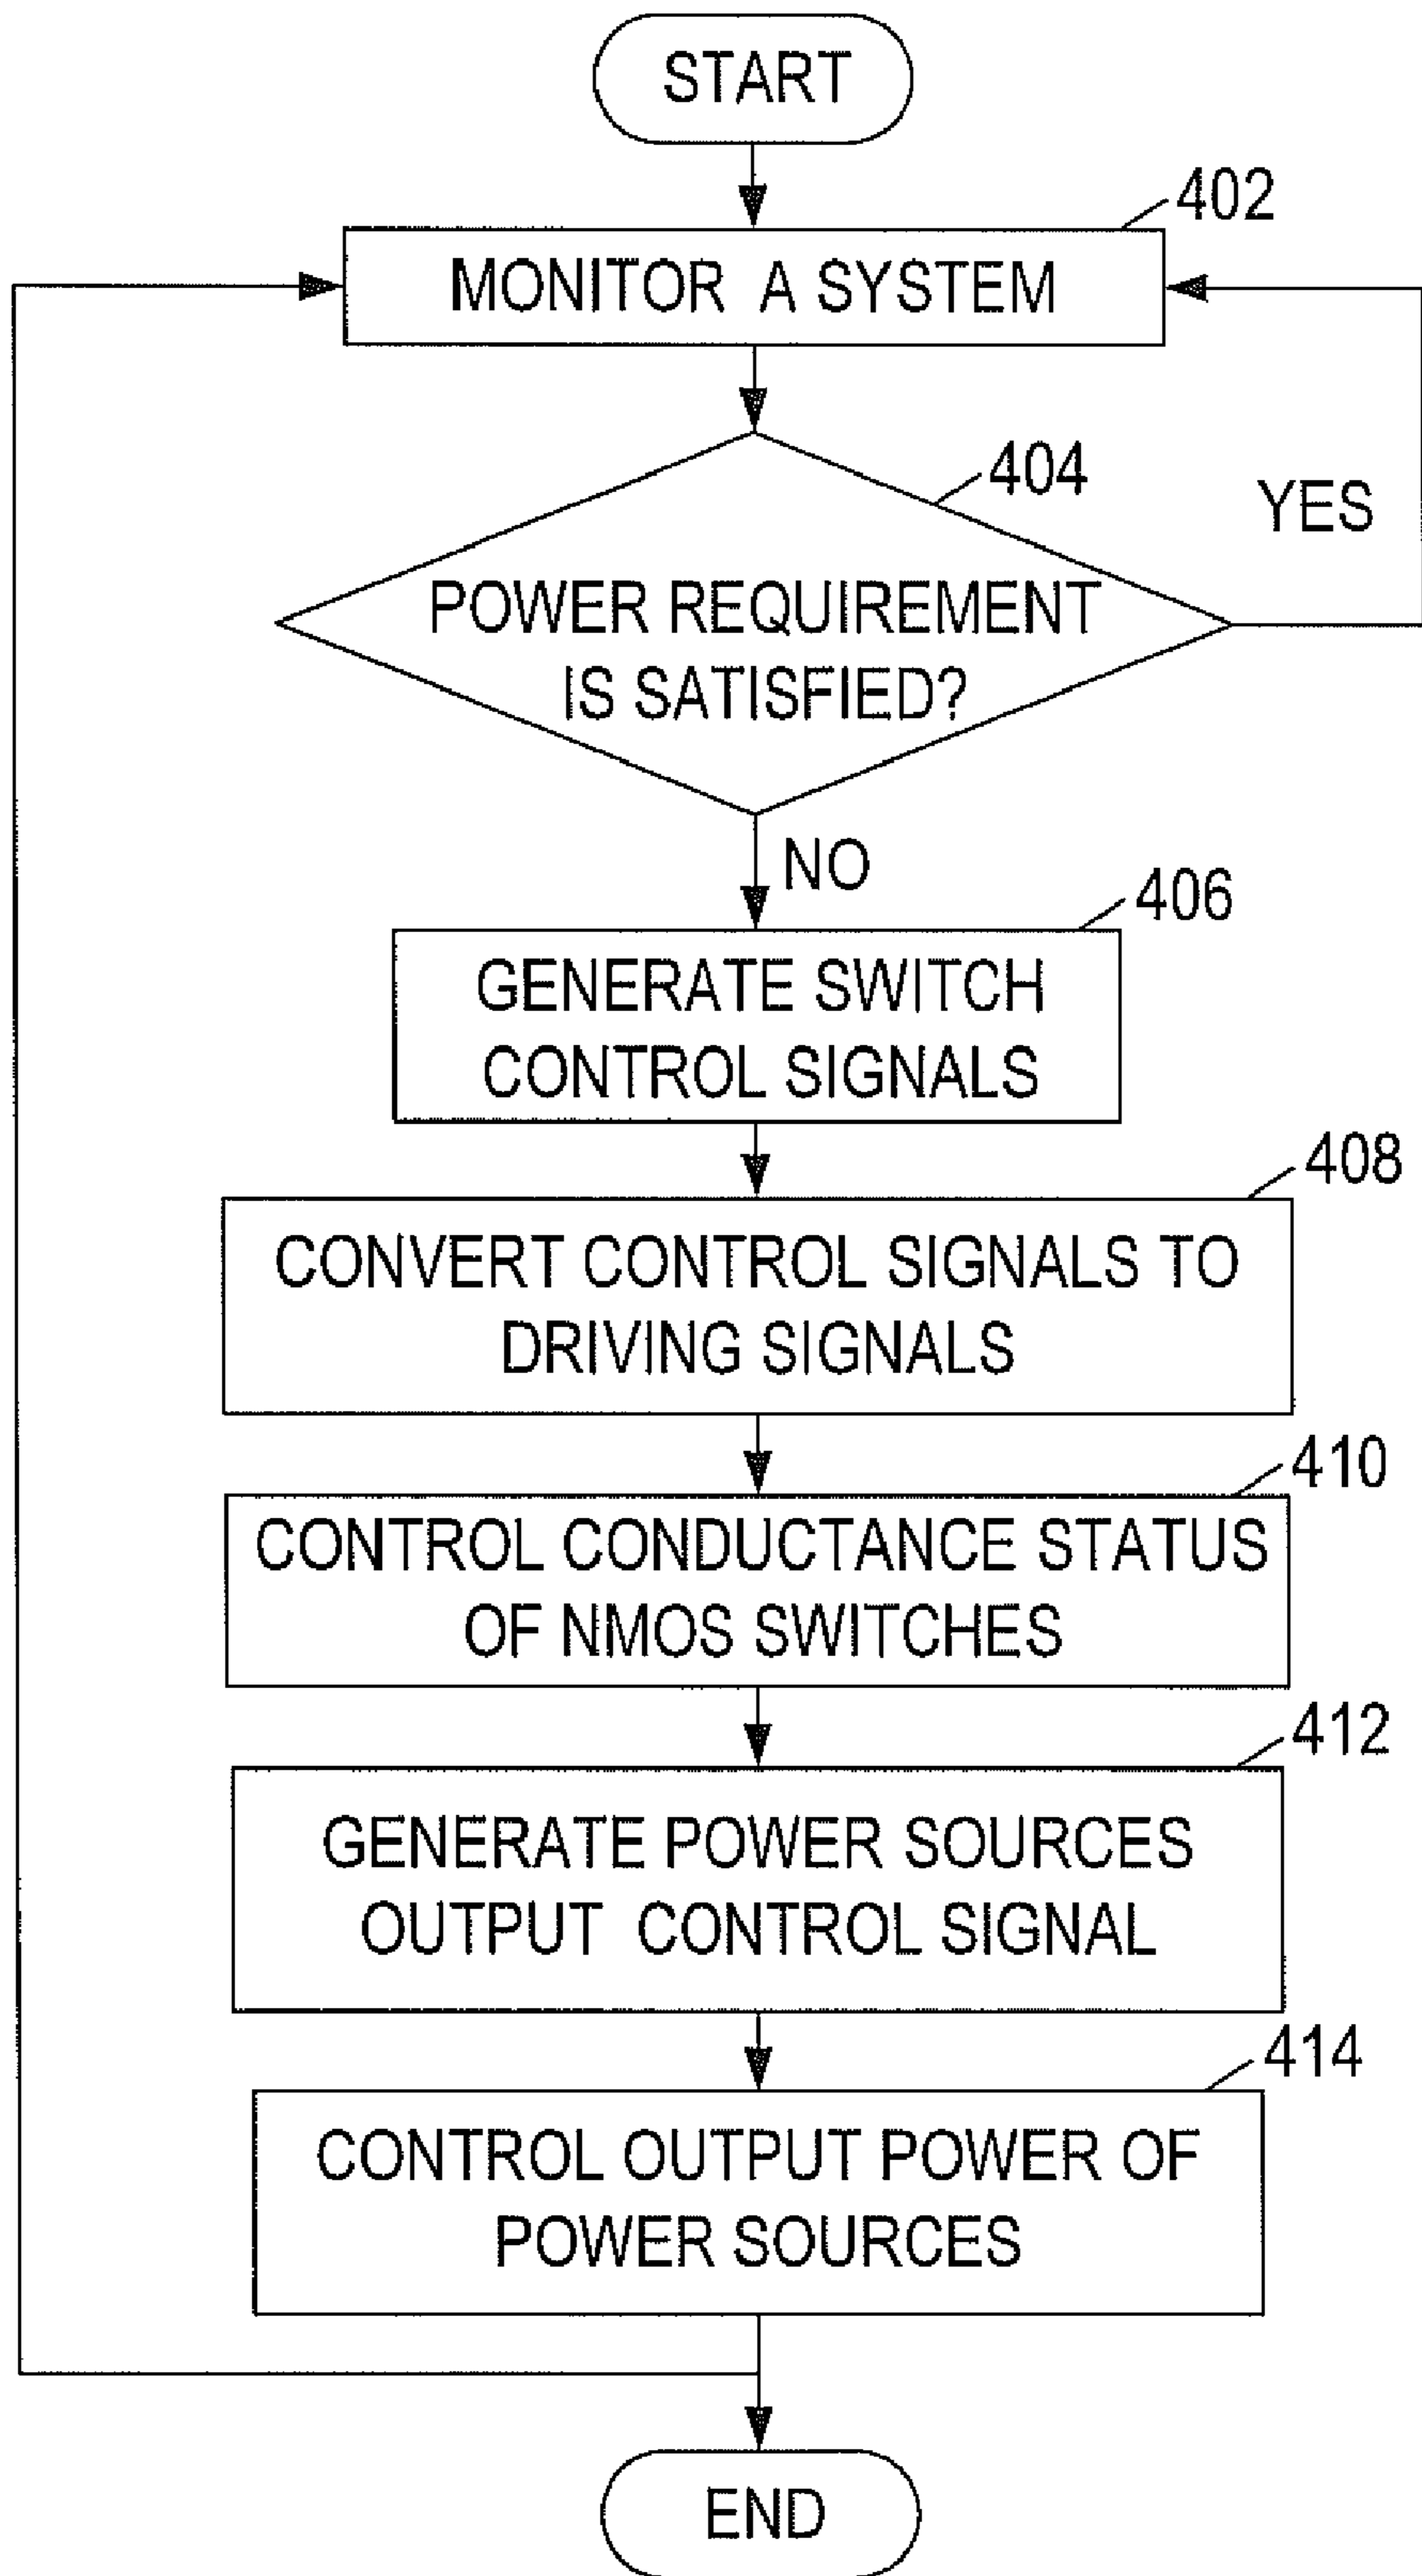 START
402
MONITOR A SYSTEM
404
YES
POWER REQUIREMENT
IS SATISFIED?
NO
406
GENERATE SWITCH
CONTROL SIGNALS
408
CONVERT CONTROL SIGNALS TO
DRIVING SIGNALS
410
CONTROL CONDUCTANCE STATUS
OF NMOS SWITCHES
412
GENERATE POWER SOURCES
OUTPUT CONTROL SIGNAL
414
CONTROL OUTPUT POWER OF
POWER SOURCES
END